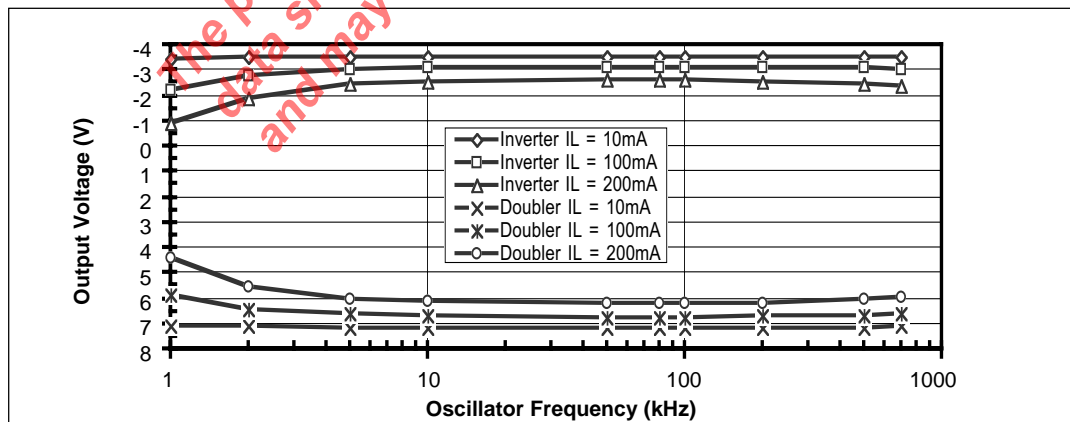 The p
data s
and may
Output Voltage (V)
-4
-3
-2
-1
0
1
2
3
4
5
6
7
8
Inverter IL = 10mA
Inverter IL = 100mA
Inverter IL = 200mA
Doubler IL = 10mA
Doubler IL = 100mA
Doubler IL = 200mA
1
10
100
1000
Oscillator Frequency (kHz)